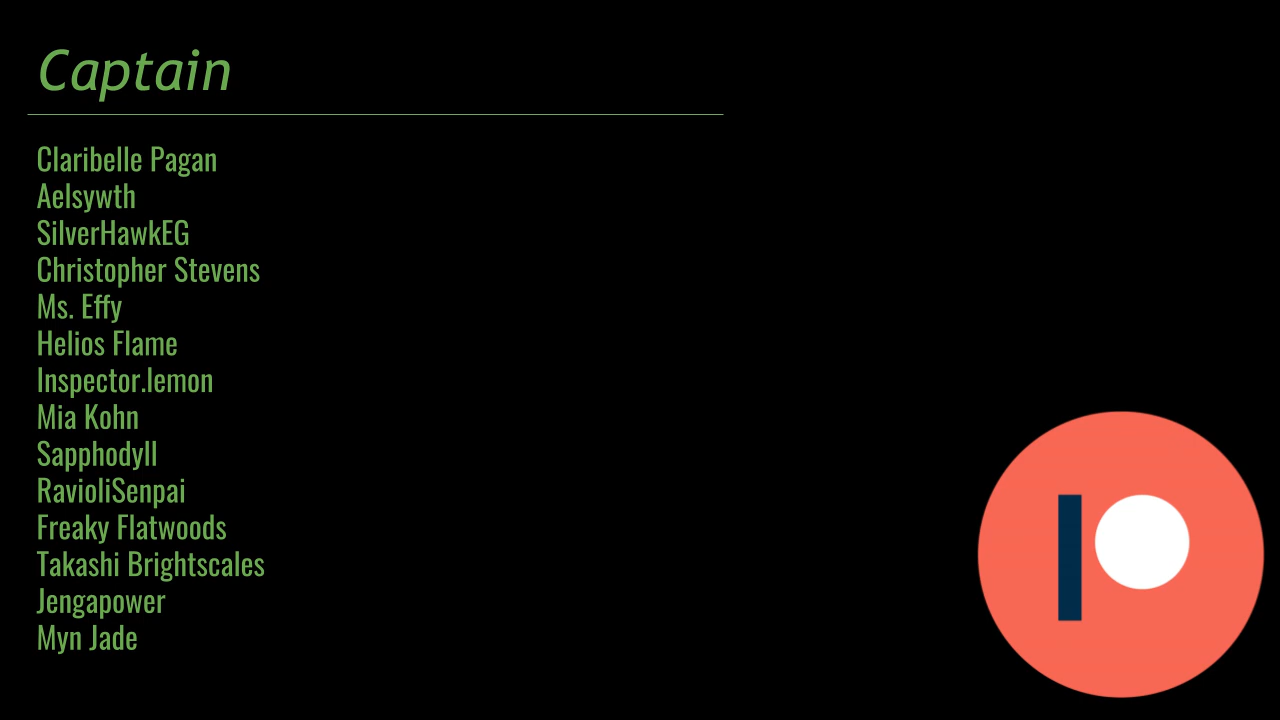 Captain
Claribelle Pagan
Aelsywth
SilverHawkEG
Christopher Stevens
Ms. Effy
Helios Flame
Inspector.lemon
Mia Kohn
Sapphodyll
RavioliSenpai
Freaky Flatwoods
Takashi Brightscales
Jengapower
Myn Jade